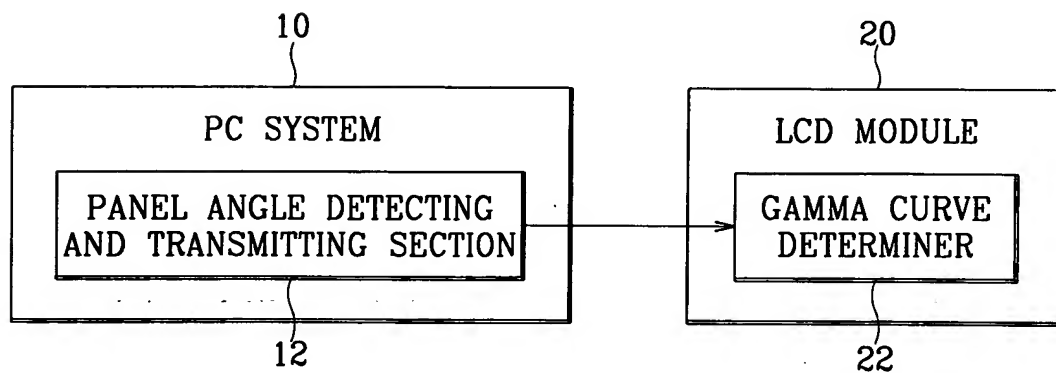 10
20
PC SYSTEM
LCD MODULE
PANEL ANGLE DETECTING
AND TRANSMITTING SECTION
GAMMA CURVE
DETERMINER
12
22